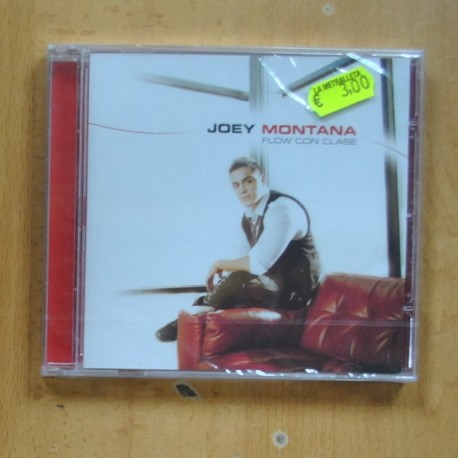 LA METRALLETA
€ 3,00
JOEY MONTANA
FLOW CON CLASE